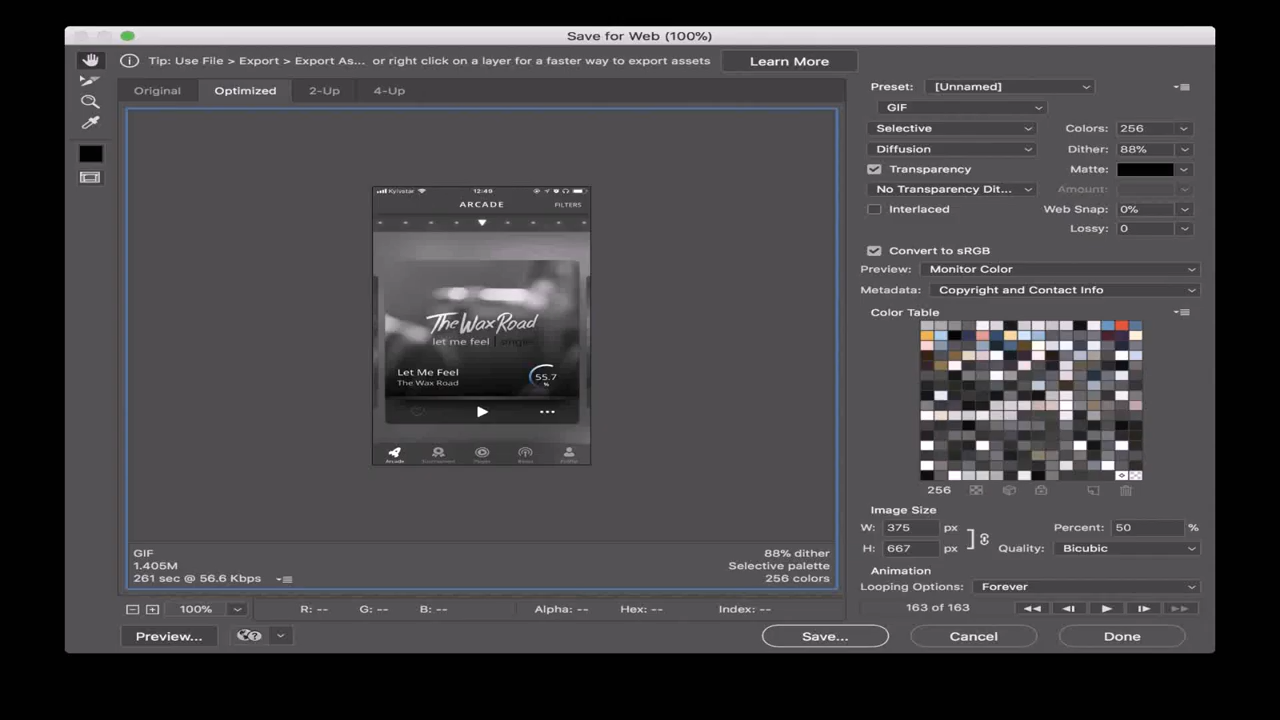 Save for Web (100%)
Tip: Use File > Export > Export As... or right click on a layer for a faster way to export assets
Learn More
Original
Optimized
2-Up
4-Up
Preset: [Unnamed]
GIF
Selective
Colors: 256
Diffusion
Dither: 88%
Transparency
Matte:
No Transparency Dit...
Amount:
Interlaced
Web Snap: 0%
Lossy: 0
Convert to sRGB
Preview: Monitor Color
Metadata: Copyright and Contact Info
Color Table
256
Image Size
W: 375 px
Percent: 50 %
H: 667 px
Quality: Bicubic
Animation
Looping Options: Forever
163 of 163
Kyivstar 12:49
ARCADE FILTERS
The Wax Road
let me feel | single
Let Me Feel
The Wax Road
55.7
%
Arcade
GIF
1.405M
261 sec @ 56.6 Kbps
88% dither
Selective palette
256 colors
100%
R: -- G: -- B: --
Alpha: -- Hex: -- Index: --
Preview...
Save...
Cancel
Done